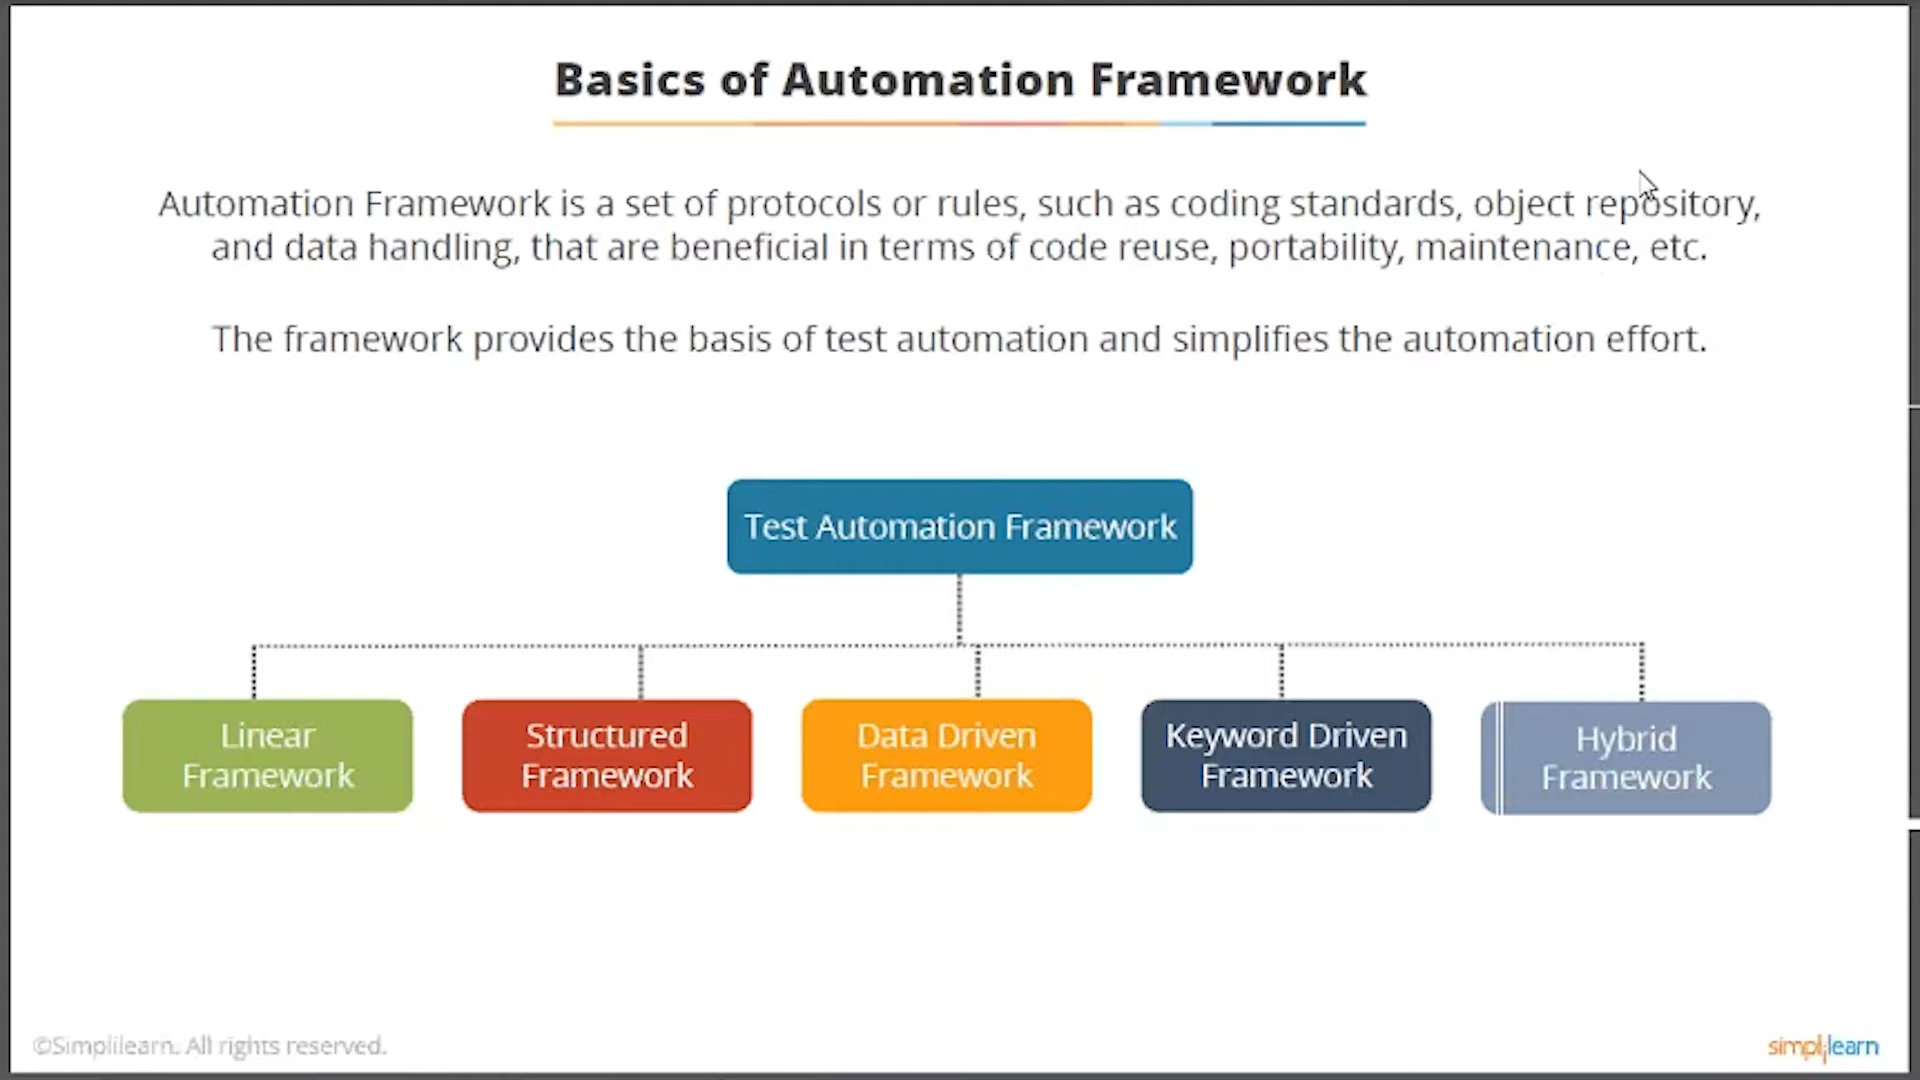 Basics of Automation Framework
Automation Framework is a set of protocols or rules, such as coding standards, object repository,
and data handling, that are beneficial in terms of code reuse, portability, maintenance, etc.
The framework provides the basis of test automation and simplifies the automation effort.
Test Automation Framework
Linear
Framework
Structured
Framework
Data Driven
Framework
Keyword Driven
Framework
Hybrid
Framework
©Simplilearn. All rights reserved.
simplilearn